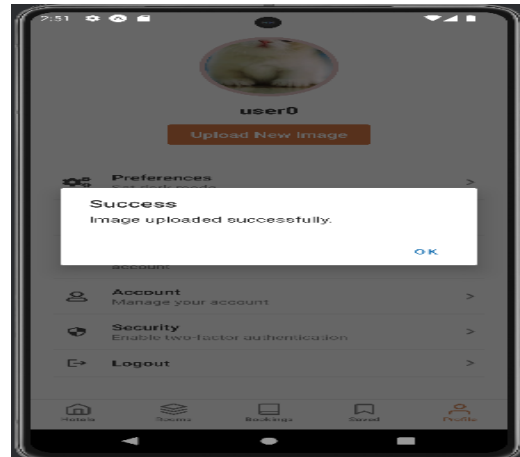 2:51
user0
Upload New Image
Preferences
Set dark mode
Success
Image uploaded successfully.
OK
account
Account
Manage your account
Security
Enable two-factor authentication
Logout
Hotels Rooms Bookings Saved Profile